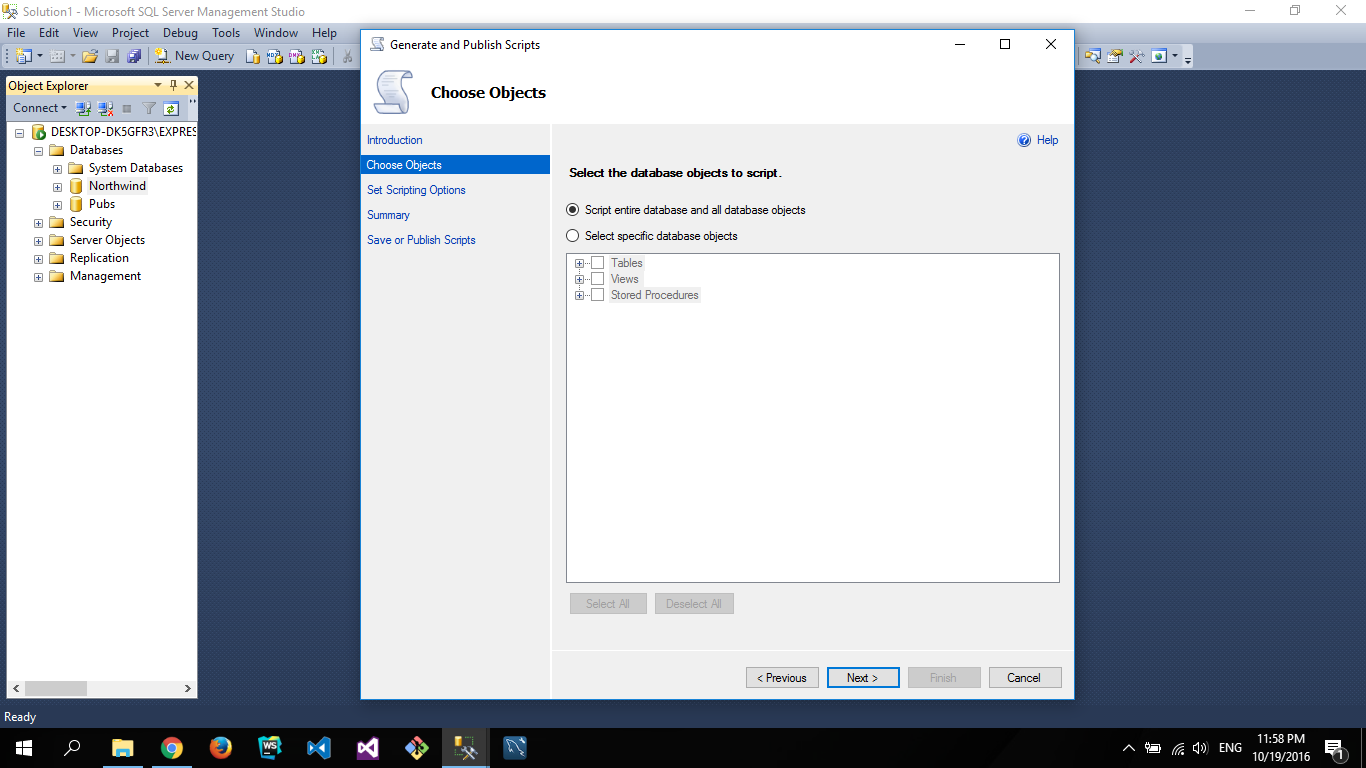 Solution1 - Microsoft SQL Server Management Studio
File Edit View Project Debug Tools Window Help
New Query
Object Explorer
Connect
DESKTOP-DK5GFR3\EXPRES
Databases
System Databases
Northwind
Pubs
Security
Server Objects
Replication
Management
Generate and Publish Scripts
Choose Objects
Introduction
Choose Objects
Set Scripting Options
Summary
Save or Publish Scripts
Help
Select the database objects to script.
Script entire database and all database objects
Select specific database objects
Tables
Views
Stored Procedures
Select All Deselect All
< Previous Next > Finish Cancel
Ready
WS
ENG
11:58 PM
10/19/2016
1